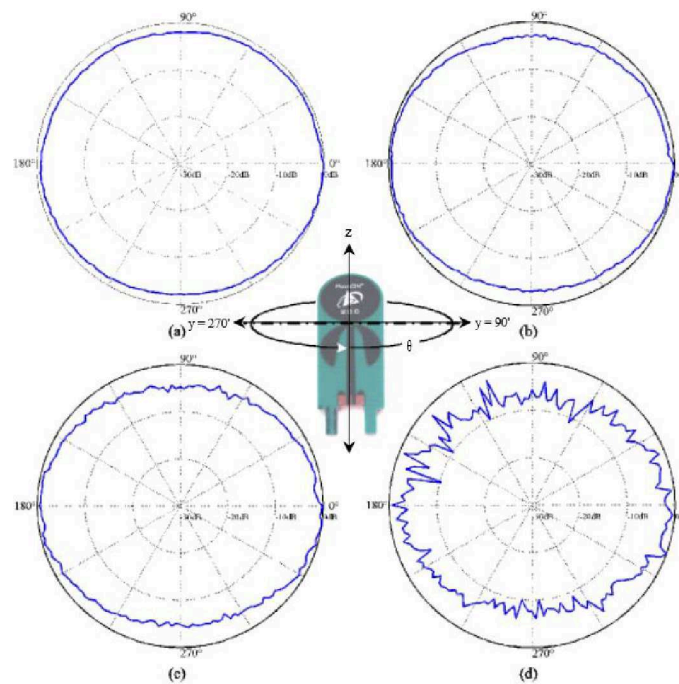 90° 90°
180° 0° 180°
-30dB -20dB -10dB 0dB -30dB -20dB -10dB
z
270° 270°
(a) (b)
y = 270° y = 90°
θ
90° 90°
180° 0° 180°
-30dB -20dB -10dB 0dB -30dB -20dB -10dB
270° 270°
(c) (d)